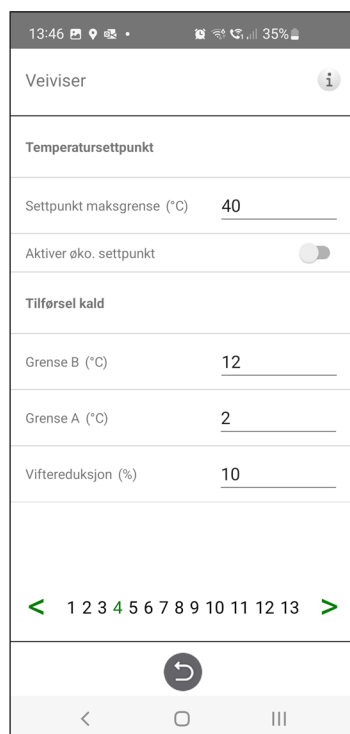 13:46 35%
Veiviser i
Temperatursettpunkt
Settpunkt maksgrense (°C) 40
Aktiver øko. settpunkt
Tilførsel kald
Grense B (°C) 12
Grense A (°C) 2
Viftereduksjon (%) 10
< 1 2 3 4 5 6 7 8 9 10 11 12 13 >